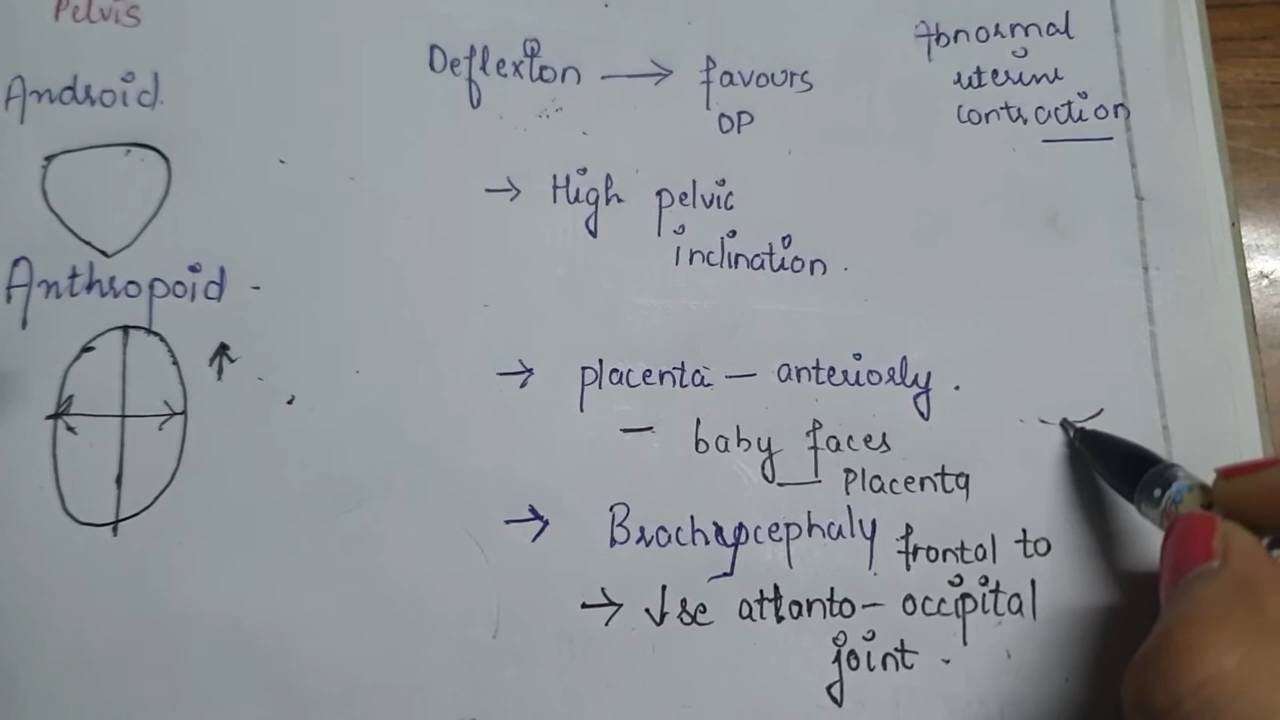 Pelvis
Android.
Anthropoid -
Deflexion → favours
OP
→ High pelvic
inclination.
→ placenta - anteriorly.
- baby faces
placenta
→ Brachycephaly frontal to
→ ↓se attanto-occipital
joint.
Abnormal
uterine
contraction